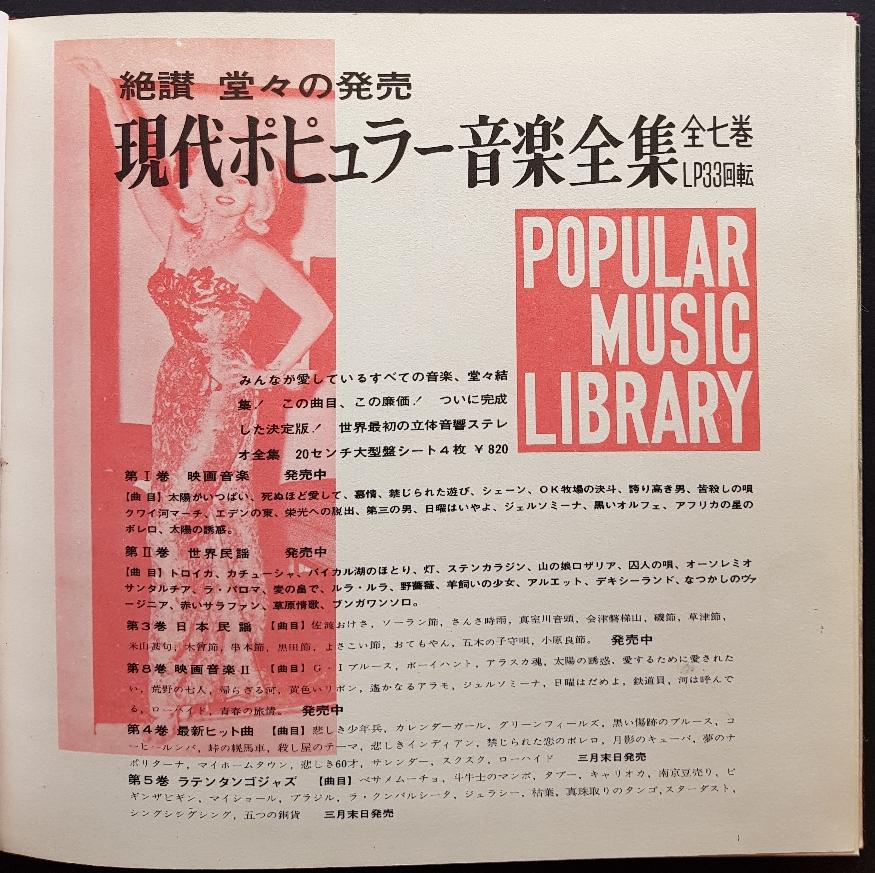 絶讃 堂々の発売
現代ポピュラー音楽全集 全七巻
LP33回転
POPULAR
MUSIC
LIBRARY
みんなが愛しているすべての音楽、堂々結
集! この曲目、この廉価! ついに完成
した決定版! 世界最初の立体音響ステレ
オ全集 20センチ大型盤シート4枚 ¥820
第Ⅰ巻 映画音楽 発売中
【曲目】太陽がいつぱい、死ぬほど愛して、慕情、禁じられた遊び、シェーン、OK牧場の決斗、誇り高き男、皆殺しの唄
クワイ河マーチ、エデンの東、栄光への脱出、第三の男、日曜はいやよ、ジェルソミーナ、黒いオルフェ、アフリカの星の
ボレロ、太陽の誘惑。
第Ⅱ巻 世界民謡 発売中
【曲目】トロイカ、カチューシャ、バイカル湖のほとり、灯、ステンカラジン、山の娘ロザリア、囚人の唄、オーソレミオ
サンタルチア、ラ・パロマ、麦の畠で、ルラ・ルラ、野薔薇、羊飼いの少女、アルエット、デキシーランド、なつかしのヴァ
ージニア、赤いサラファン、草原情歌、ブンガワンソロ。
第3巻 日本民謡 【曲目】佐渡おけさ、ソーラン節、さんさ時雨、真室川音頭、会津磐梯山、磯節、草津節、
米山甚句、木曾節、串本節、黒田節、よさこい節、おてもやん、五木の子守唄、小原良節。 発売中
第8巻 映画音楽Ⅱ 【曲目】G・Iブルース、ボーイハント、アラスカ魂、太陽の誘惑、愛するために愛された
い、荒野の七人、帰らざる河、黄色いリボン、遙かなるアラモ、ジェルソミーナ、日曜はだめよ、鉄道員、河は呼んで
る、ローハイド、青春の旅情。 発売中
第4巻 最新ヒット曲 【曲目】悲しき少年兵、カレンダーガール、グリーンフィールズ、黒い傷跡のブルース、コ
ーヒールンバ、峠の幌馬車、殺し屋のテーマ、悲しきインディアン、禁じられた恋のボレロ、月影のキューバ、夢のナ
ポリターナ、マイホームタウン、悲しき60才、サレンダー、スクスク、ローハイド 三月末日発売
第5巻 ラテンタンゴジャズ 【曲目】ベサメムーチョ、斗牛士のマンボ、タブー、キャリオカ、南京豆売り、ビ
ギンザビギン、マイショール、ブラジル、ラ・クンパルシータ、ジェラシー、枯葉、真珠取りのタンゴ、スターダスト、
シングシングシング、五つの銅貨 三月末日発売